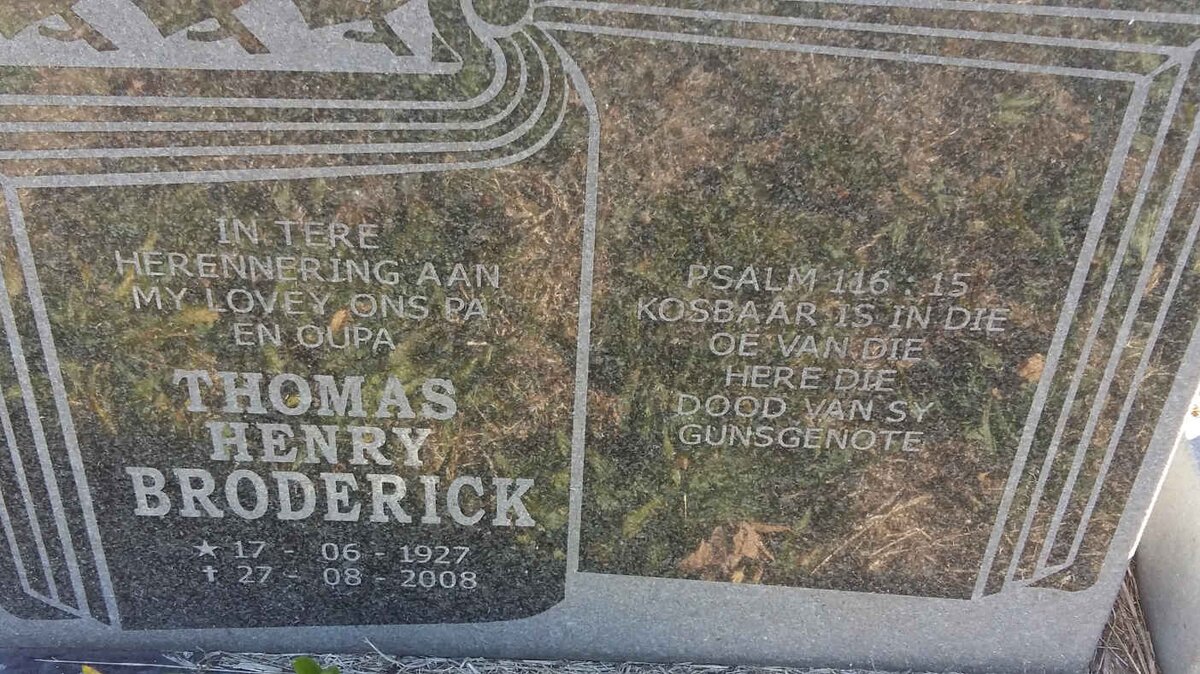 IN TERE
HERENNERING AAN
MY LOVEY ONS PA
EN OUPA
THOMAS
HENRY
BRODERICK
★ 17 - 06 - 1927
✝ 27 - 08 - 2008
PSALM 116 : 15
KOSBAAR IS IN DIE
OE VAN DIE
HERE DIE
DOOD VAN SY
GUNSGENOTE